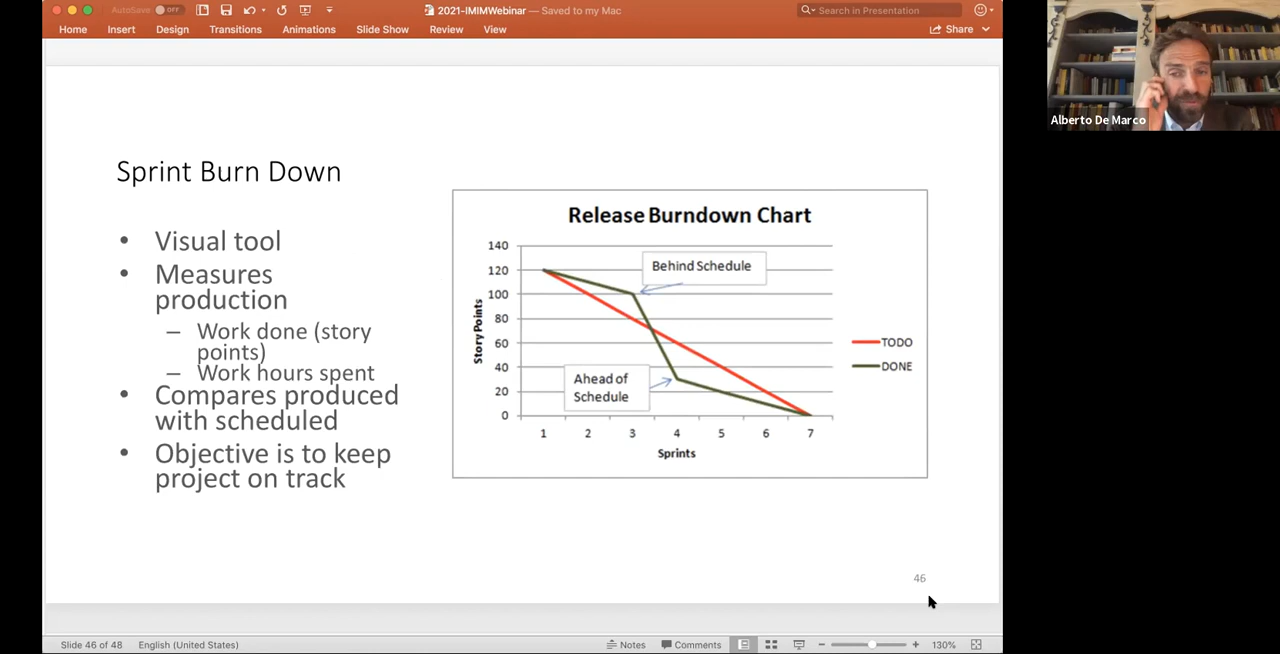 AutoSave OFF
2021-IMIMWebinar — Saved to my Mac
Search in Presentation
Home Insert Design Transitions Animations Slide Show Review View
Share
Alberto De Marco
Sprint Burn Down
• Visual tool
• Measures
production
– Work done (story
points)
– Work hours spent
• Compares produced
with scheduled
• Objective is to keep
project on track
Release Burndown Chart
140
120
100
80
60
40
20
0
Story Points
Behind Schedule
Ahead of
Schedule
1 2 3 4 5 6 7
Sprints
TODO
DONE
46
Slide 46 of 48 English (United States)
Notes Comments 130%